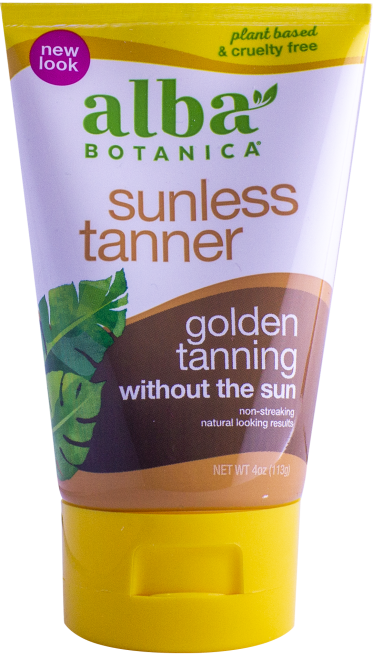 new
look
plant based
& cruelty free
alba
BOTANICA®
sunless
tanner
golden
tanning
without the sun
non-streaking
natural looking results
NET WT 4oz (113g)